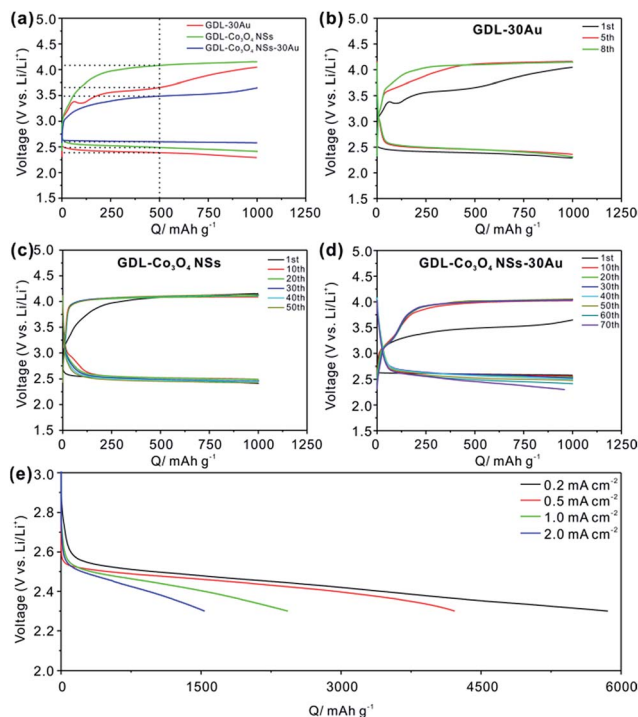 (a)
GDL-30Au
GDL-Co₃O₄ NSs
GDL-Co₃O₄ NSs-30Au
Voltage (V vs. Li/Li⁺)
5.0
4.5
4.0
3.5
3.0
2.5
2.0
1.5
0 250 500 750 1000 1250
Q/ mAh g⁻¹
(b)
GDL-30Au
1st
5th
8th
Voltage (V vs. Li/Li⁺)
5.0
4.5
4.0
3.5
3.0
2.5
2.0
1.5
0 250 500 750 1000 1250
Q/ mAh g⁻¹
(c)
GDL-Co₃O₄ NSs
1st
10th
20th
30th
40th
50th
Voltage (V vs. Li/Li⁺)
5.0
4.5
4.0
3.5
3.0
2.5
2.0
1.5
0 250 500 750 1000 1250
Q/ mAh g⁻¹
(d)
GDL-Co₃O₄ NSs-30Au
1st
10th
20th
30th
40th
50th
60th
70th
Voltage (V vs. Li/Li⁺)
5.0
4.5
4.0
3.5
3.0
2.5
2.0
1.5
0 250 500 750 1000 1250
Q/ mAh g⁻¹
(e)
0.2 mA cm⁻²
0.5 mA cm⁻²
1.0 mA cm⁻²
2.0 mA cm⁻²
Voltage (V vs. Li/Li⁺)
3.0
2.8
2.6
2.4
2.2
2.0
0 1500 3000 4500 6000
Q/ mAh g⁻¹